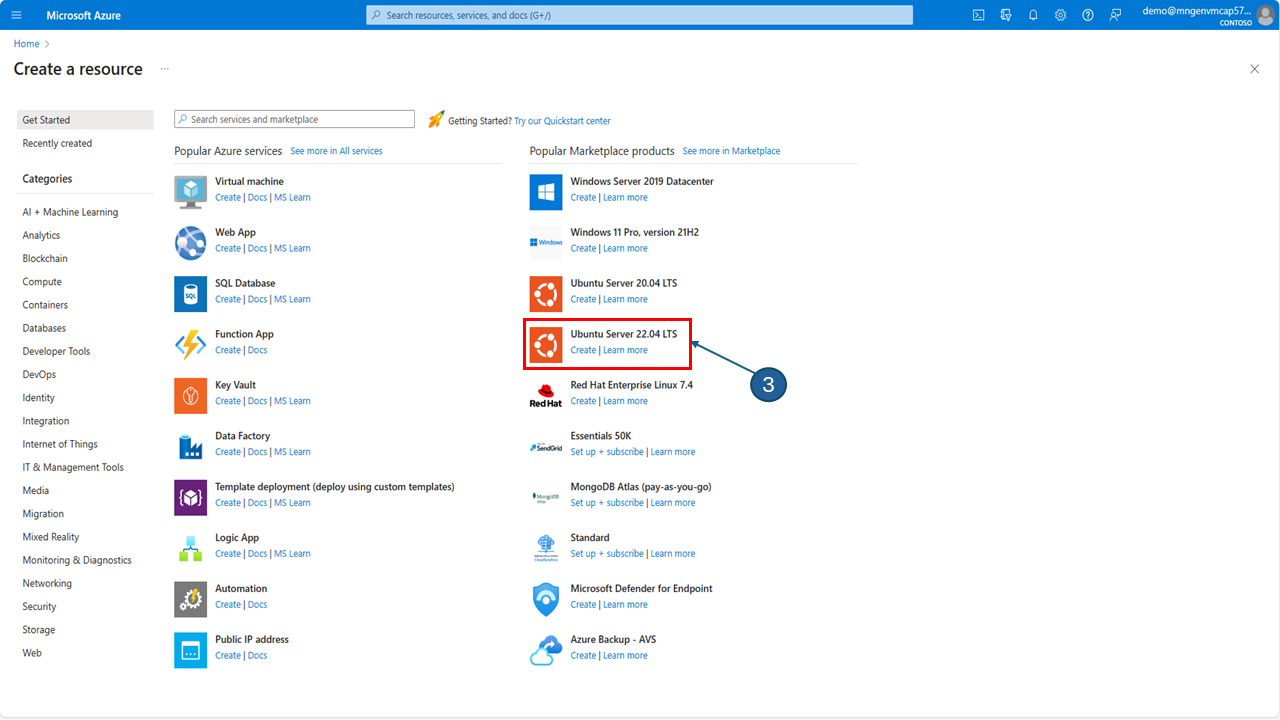 Microsoft Azure
Search resources, services, and docs (G+/)
demo@mngenvmcap57...
CONTOSO
Home
Create a resource
...
Get Started
Recently created
Categories
AI + Machine Learning
Analytics
Blockchain
Compute
Containers
Databases
Developer Tools
DevOps
Identity
Integration
Internet of Things
IT & Management Tools
Media
Migration
Mixed Reality
Monitoring & Diagnostics
Networking
Security
Storage
Web
Search services and marketplace
Getting Started? Try our Quickstart center
Popular Azure services See more in All services
Virtual machine
Create | Docs | MS Learn
Web App
Create | Docs | MS Learn
SQL
SQL Database
Create | Docs | MS Learn
Function App
Create | Docs
Key Vault
Create | Docs | MS Learn
Data Factory
Create | Docs | MS Learn
Template deployment (deploy using custom templates)
Create | Docs | MS Learn
Logic App
Create | Docs | MS Learn
Automation
Create | Docs
Public IP address
Create | Docs
Popular Marketplace products See more in Marketplace
Windows Server 2019 Datacenter
Create | Learn more
Windows
Windows 11 Pro, version 21H2
Create | Learn more
Ubuntu Server 20.04 LTS
Create | Learn more
Ubuntu Server 22.04 LTS
Create | Learn more
3
Red Hat
Red Hat Enterprise Linux 7.4
Create | Learn more
SendGrid
Essentials 50K
Set up + subscribe | Learn more
MongoDB
Atlas
MongoDB Atlas (pay-as-you-go)
Set up + subscribe | Learn more
Standard
Set up + subscribe | Learn more
Microsoft Defender for Endpoint
Create | Learn more
Azure Backup - AVS
Create | Learn more